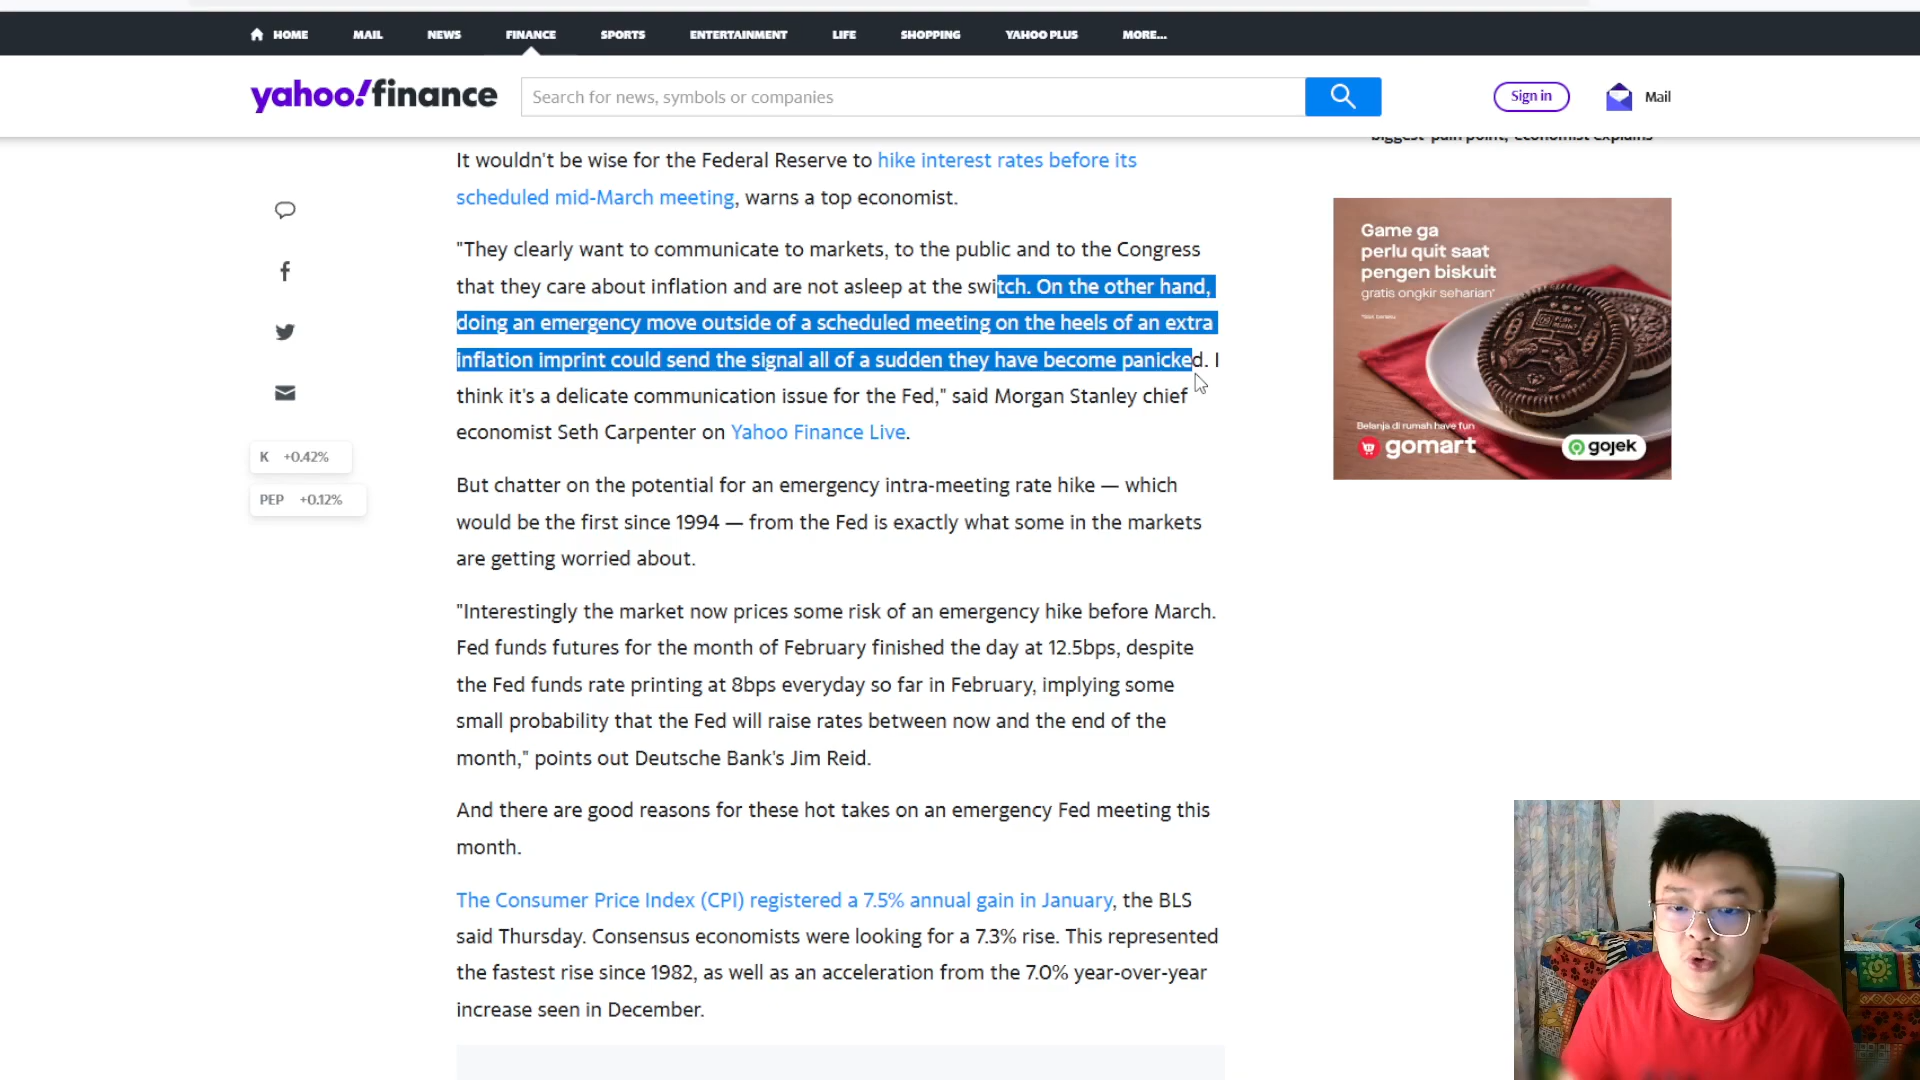 HOME MAIL NEWS FINANCE SPORTS ENTERTAINMENT LIFE SHOPPING YAHOO PLUS MORE...
yahoo!finance
Search for news, symbols or companies
Sign in
Mail
biggest 'pain point,' economist explains
It wouldn't be wise for the Federal Reserve to hike interest rates before its
scheduled mid-March meeting, warns a top economist.
"They clearly want to communicate to markets, to the public and to the Congress
that they care about inflation and are not asleep at the switch. On the other hand,
doing an emergency move outside of a scheduled meeting on the heels of an extra
inflation imprint could send the signal all of a sudden they have become panicked. I
think it's a delicate communication issue for the Fed," said Morgan Stanley chief
economist Seth Carpenter on Yahoo Finance Live.
But chatter on the potential for an emergency intra-meeting rate hike — which
would be the first since 1994 — from the Fed is exactly what some in the markets
are getting worried about.
"Interestingly the market now prices some risk of an emergency hike before March.
Fed funds futures for the month of February finished the day at 12.5bps, despite
the Fed funds rate printing at 8bps everyday so far in February, implying some
small probability that the Fed will raise rates between now and the end of the
month," points out Deutsche Bank's Jim Reid.
And there are good reasons for these hot takes on an emergency Fed meeting this
month.
The Consumer Price Index (CPI) registered a 7.5% annual gain in January, the BLS
said Thursday. Consensus economists were looking for a 7.3% rise. This represented
the fastest rise since 1982, as well as an acceleration from the 7.0% year-over-year
increase seen in December.
K +0.42%
PEP +0.12%
Game ga
perlu quit saat
pengen biskuit
gratis ongkir seharian*
Belanja di rumah have fun
gomart
gojek